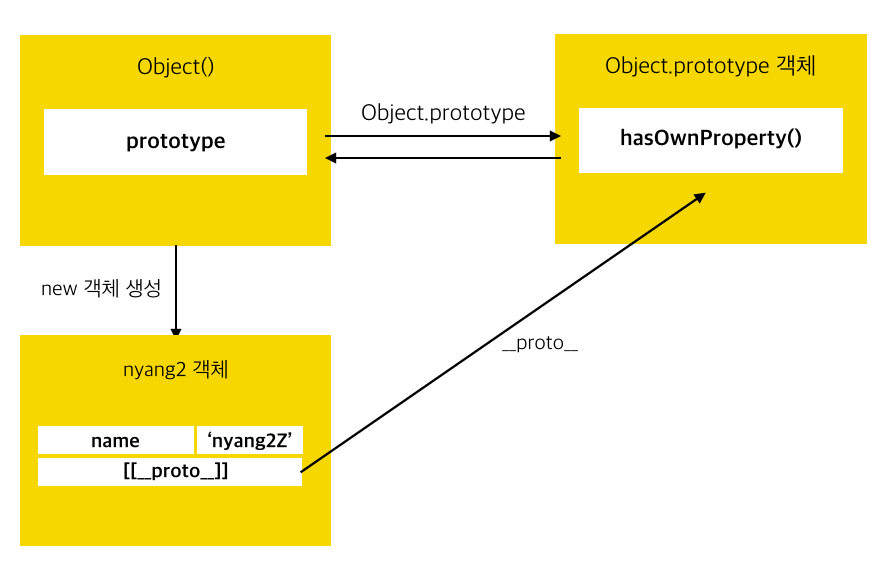 Object()
prototype
Object.prototype
Object.prototype 객체
hasOwnProperty()
new 객체 생성
__proto__
nyang2 객체
name
‘nyang2Z’
[[__proto__]]